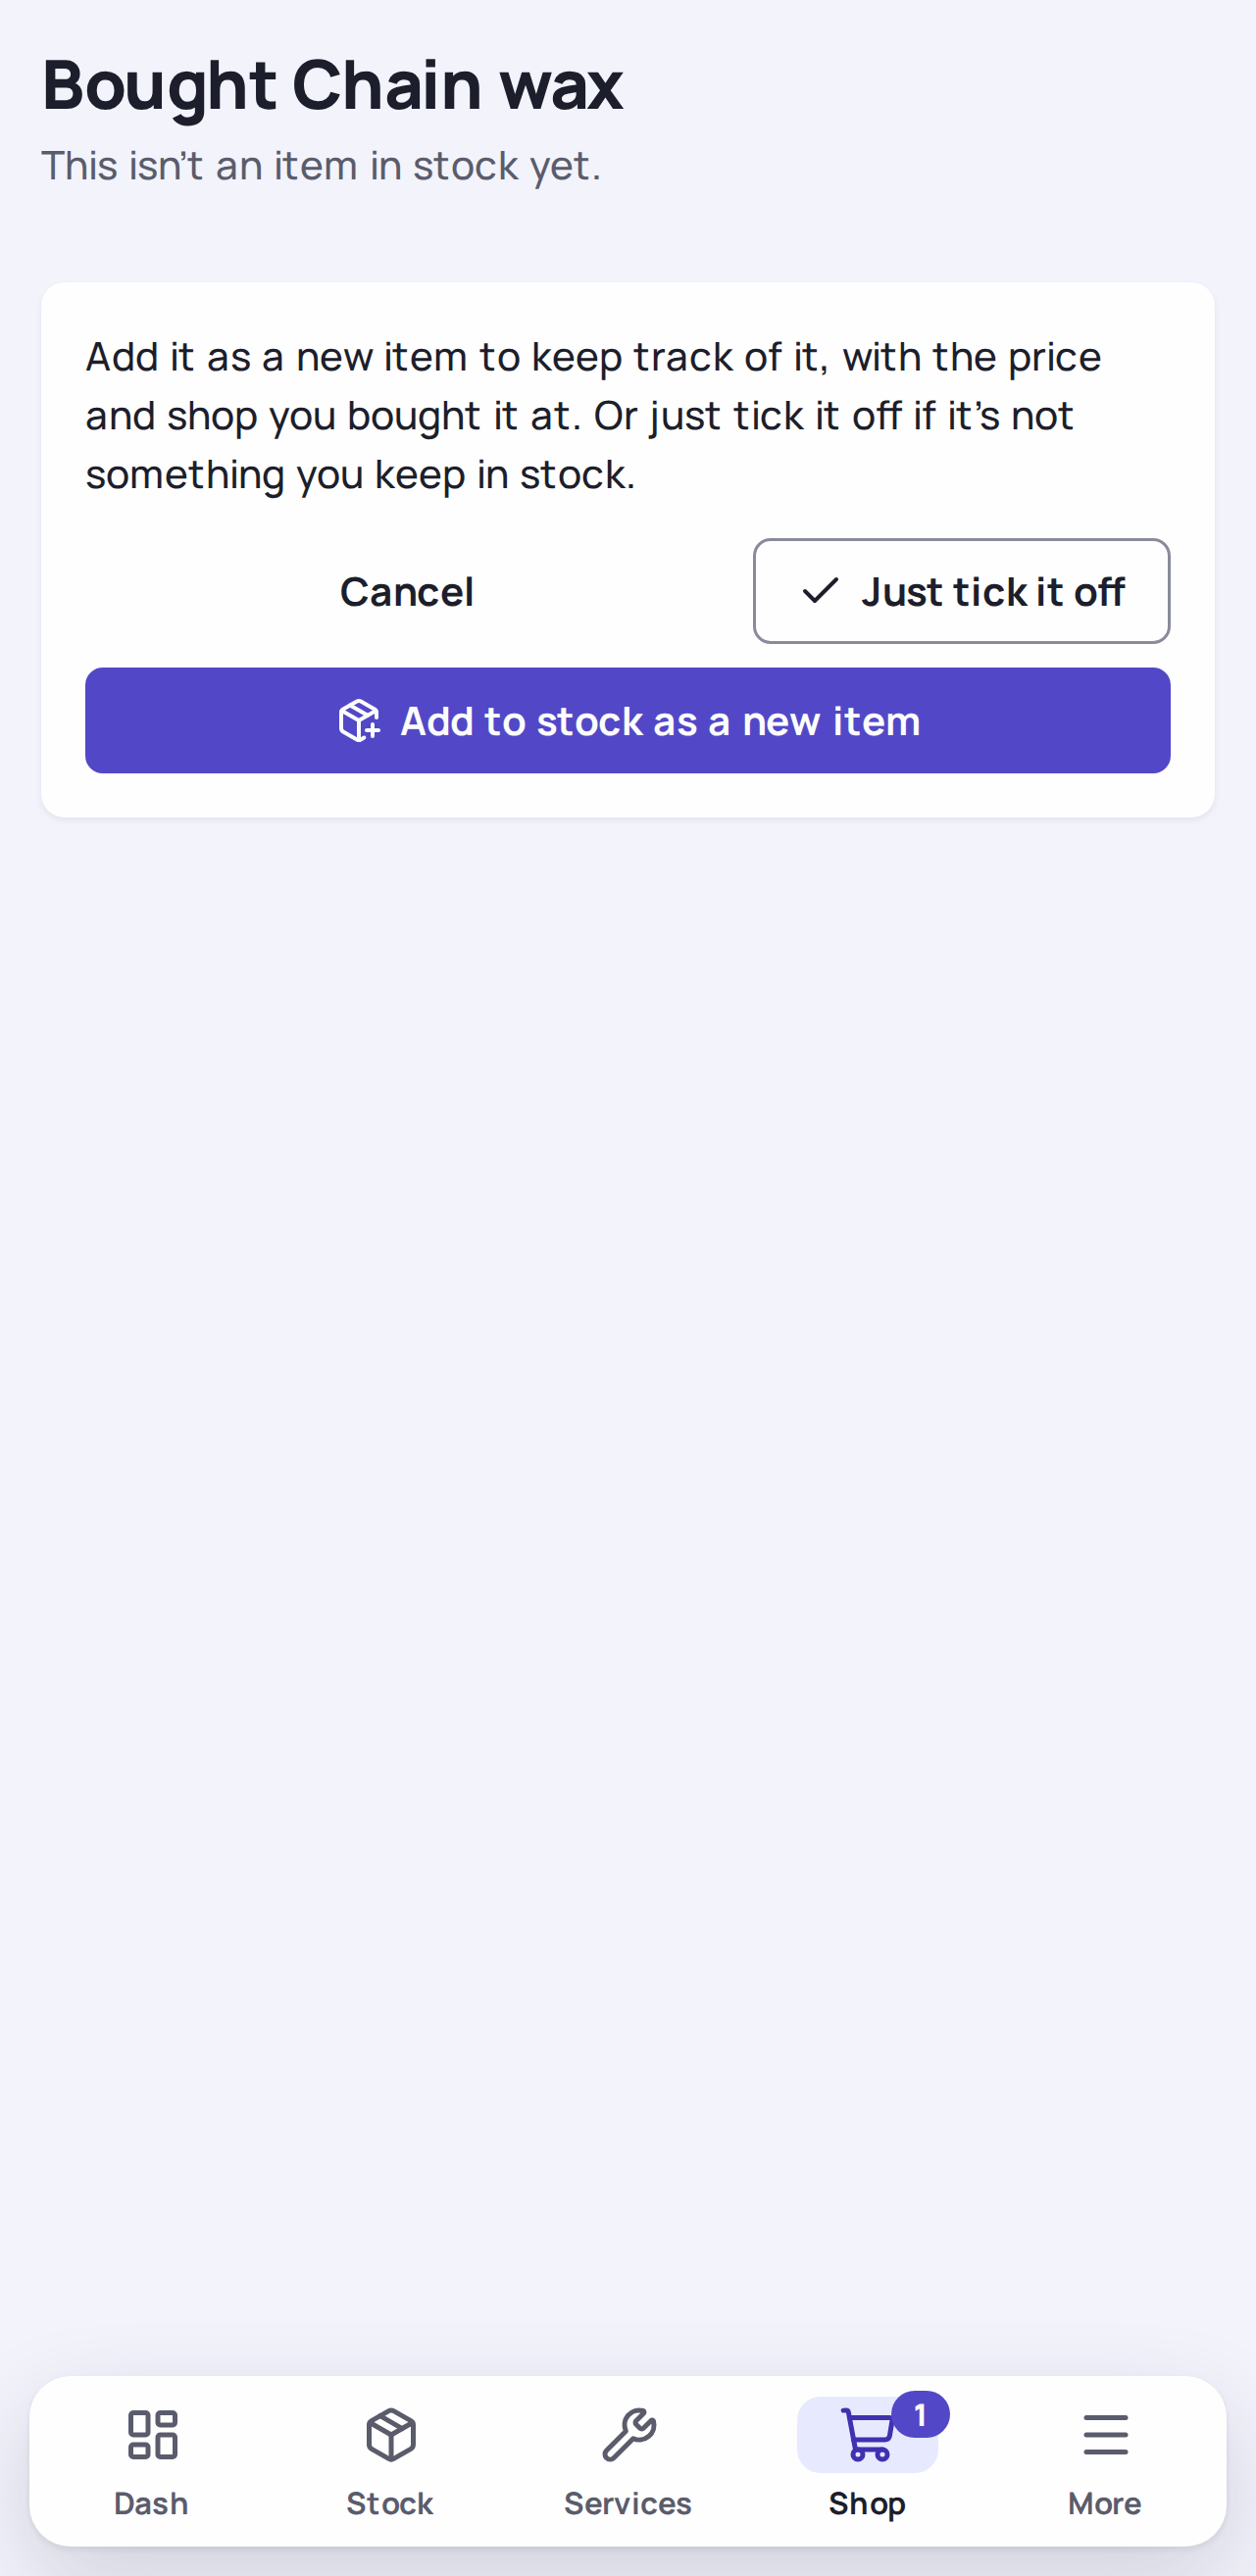 Bought Chain wax
This isn’t an item in stock yet.
Add it as a new item to keep track of it, with the price
and shop you bought it at. Or just tick it off if it’s not
something you keep in stock.
Cancel
Just tick it off
Add to stock as a new item
1
Dash
Stock
Services
Shop
More